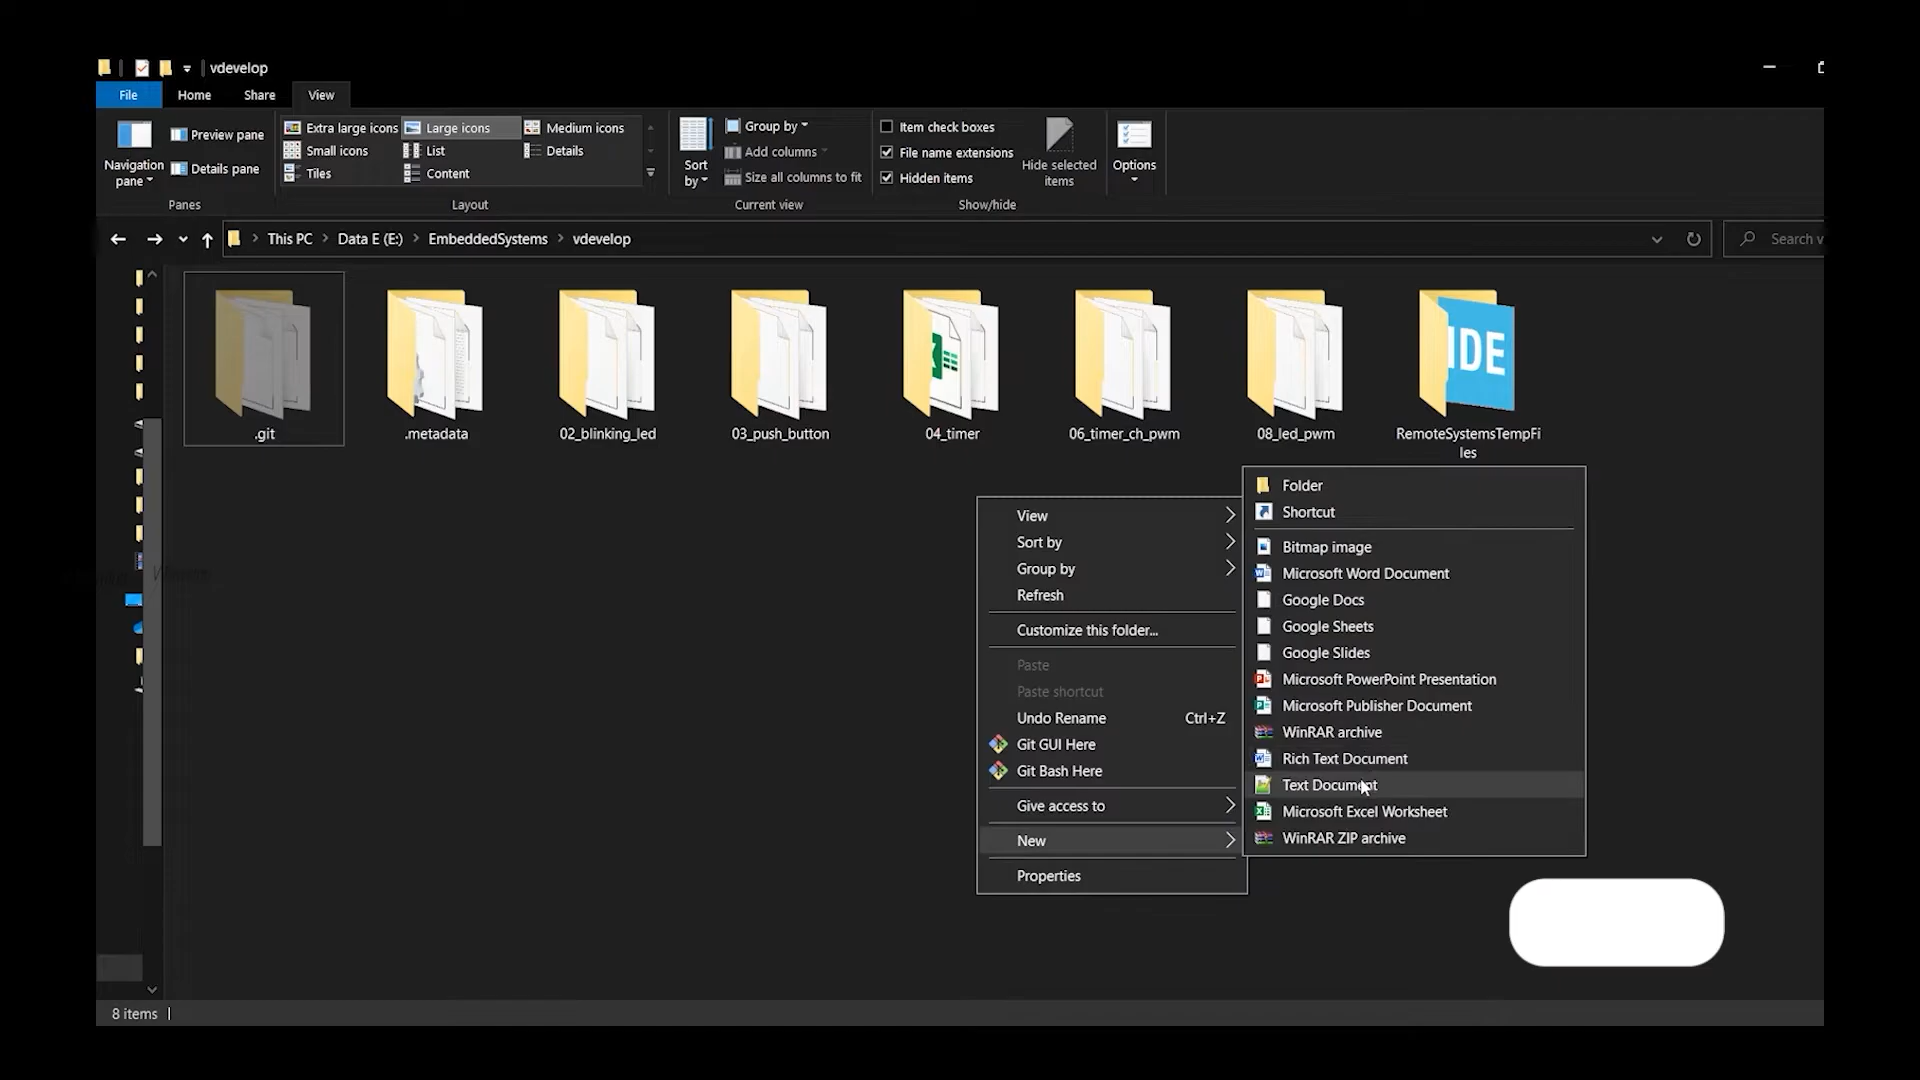 vdevelop
File Home Share View
Navigation pane
Preview pane
Details pane
Panes
Extra large icons Large icons Medium icons
Small icons List Details
Tiles Content
Layout
Sort by
Group by
Add columns
Size all columns to fit
Current view
Item check boxes
File name extensions
Hidden items
Hide selected items
Show/hide
Options
This PC Data E (E:) EmbeddedSystems vdevelop
Search v
.git .metadata 02_blinking_led 03_push_button 04_timer 06_timer_ch_pwm 08_led_pwm RemoteSystemsTempFi
les
IDE
View
Sort by
Group by
Refresh
Customize this folder...
Paste
Paste shortcut
Undo Rename Ctrl+Z
Git GUI Here
Git Bash Here
Give access to
New
Properties
Folder
Shortcut
Bitmap image
Microsoft Word Document
Google Docs
Google Sheets
Google Slides
Microsoft PowerPoint Presentation
Microsoft Publisher Document
WinRAR archive
Rich Text Document
Text Document
Microsoft Excel Worksheet
WinRAR ZIP archive
8 items